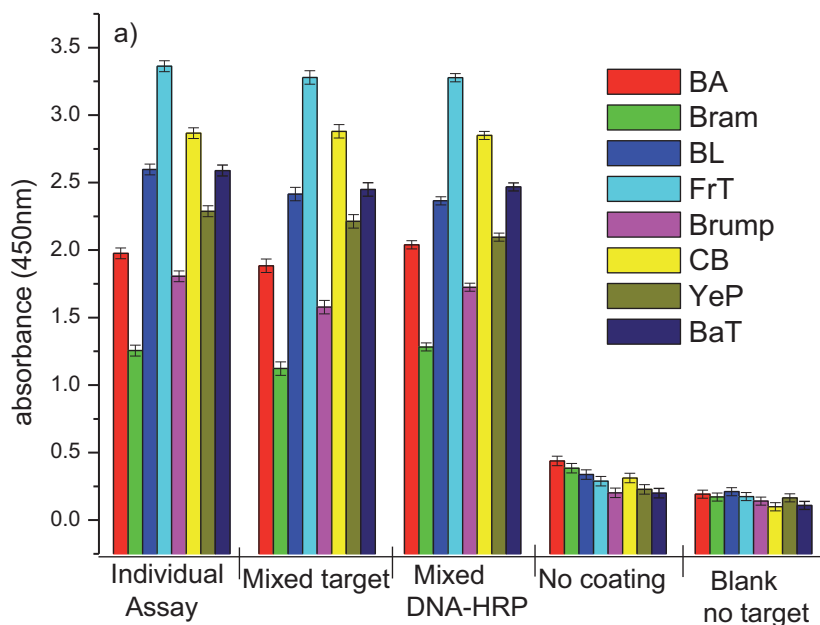 a)
3.5
3.0
2.5
2.0
1.5
1.0
0.5
0.0
absorbance (450nm)
BA
Bram
BL
FrT
Brump
CB
YeP
BaT
Individual
Assay
Mixed target
Mixed
DNA-HRP
No coating
Blank
no target